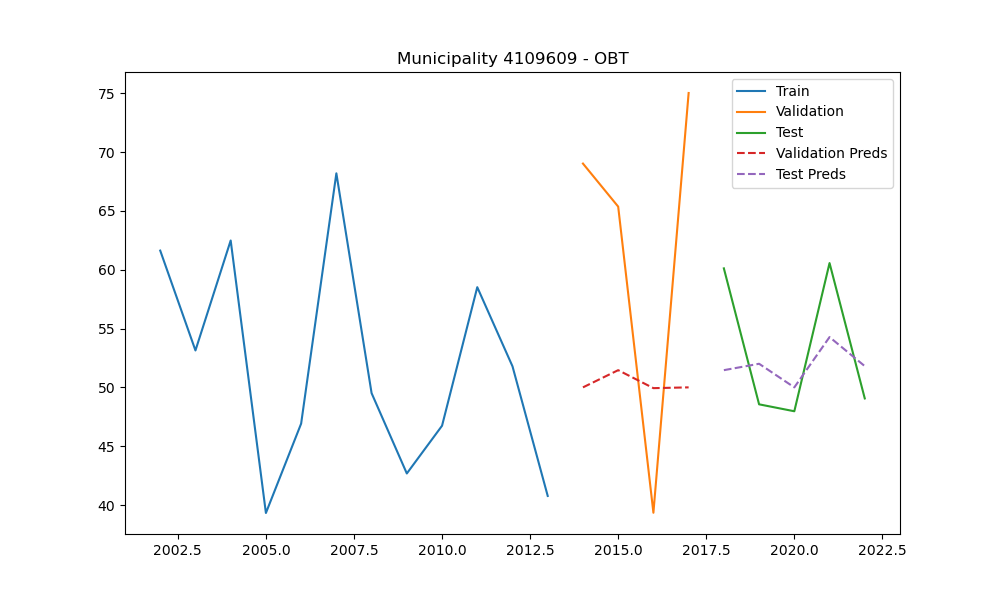 Municipality 4109609 - OBT
Train
Validation
Test
Validation Preds
Test Preds
75
70
65
60
55
50
45
40
2002.5 2005.0 2007.5 2010.0 2012.5 2015.0 2017.5 2020.0 2022.5